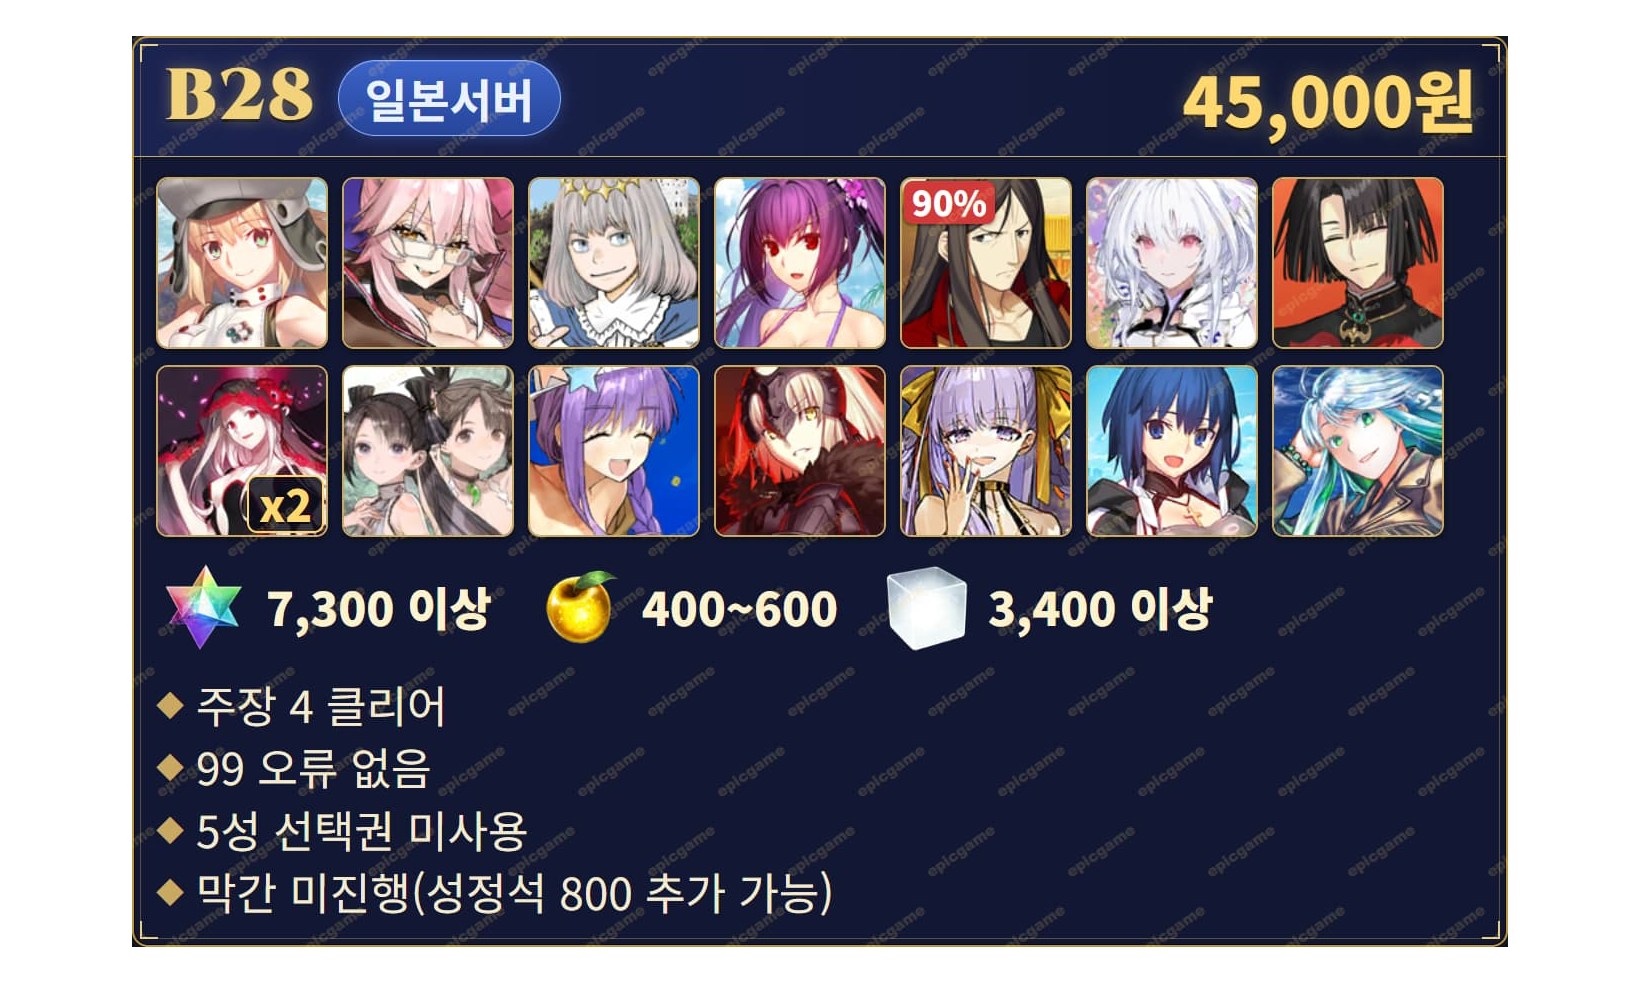 B28 일본서버 45,000원
90%
x2
7,300 이상 400~600 3,400 이상
◆ 주장 4 클리어
◆ 99 오류 없음
◆ 5성 선택권 미사용
◆ 막간 미진행(성정석 800 추가 가능)
epicgame